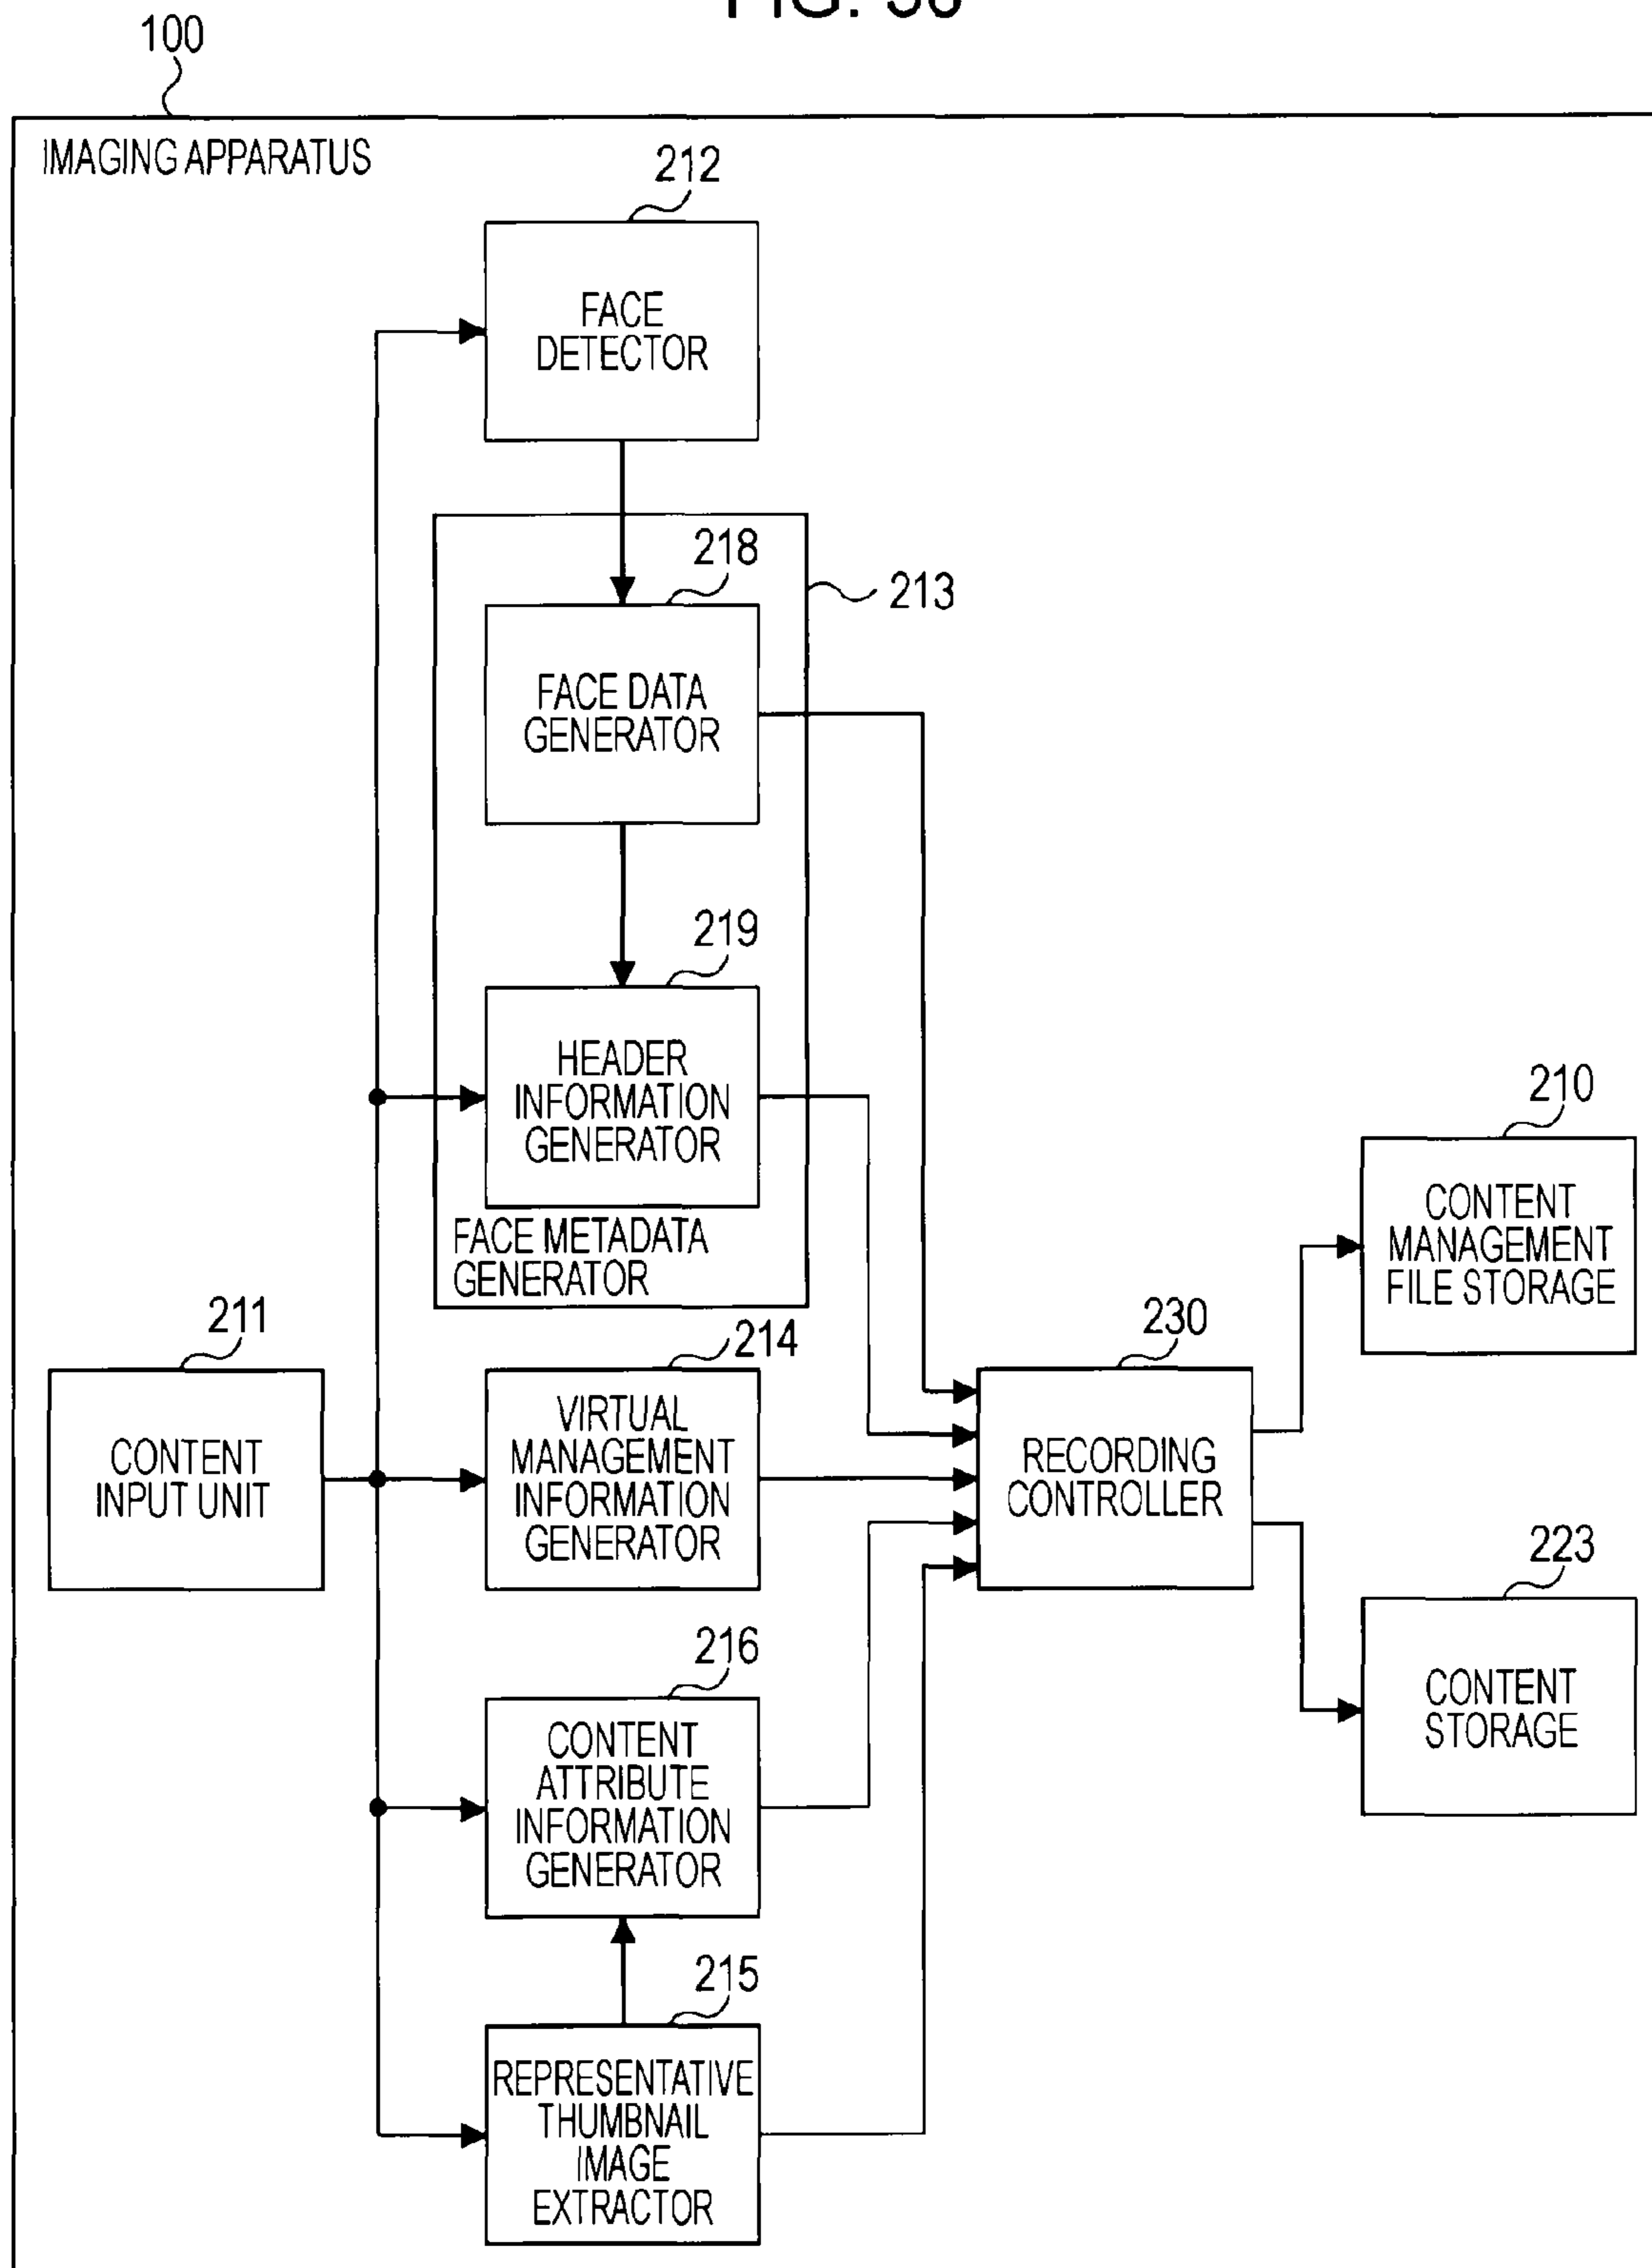 100
IMAGING APPARATUS
212
FACE
DETECTOR
218
213
FACE DATA
GENERATOR
219
HEADER
INFORMATION
GENERATOR
FACE METADATA
GENERATOR
210
CONTENT
MANAGEMENT
FILE STORAGE
211
CONTENT
INPUT UNIT
214
VIRTUAL
MANAGEMENT
INFORMATION
GENERATOR
230
RECORDING
CONTROLLER
223
CONTENT
STORAGE
216
CONTENT
ATTRIBUTE
INFORMATION
GENERATOR
215
REPRESENTATIVE
THUMBNAIL
IMAGE
EXTRACTOR